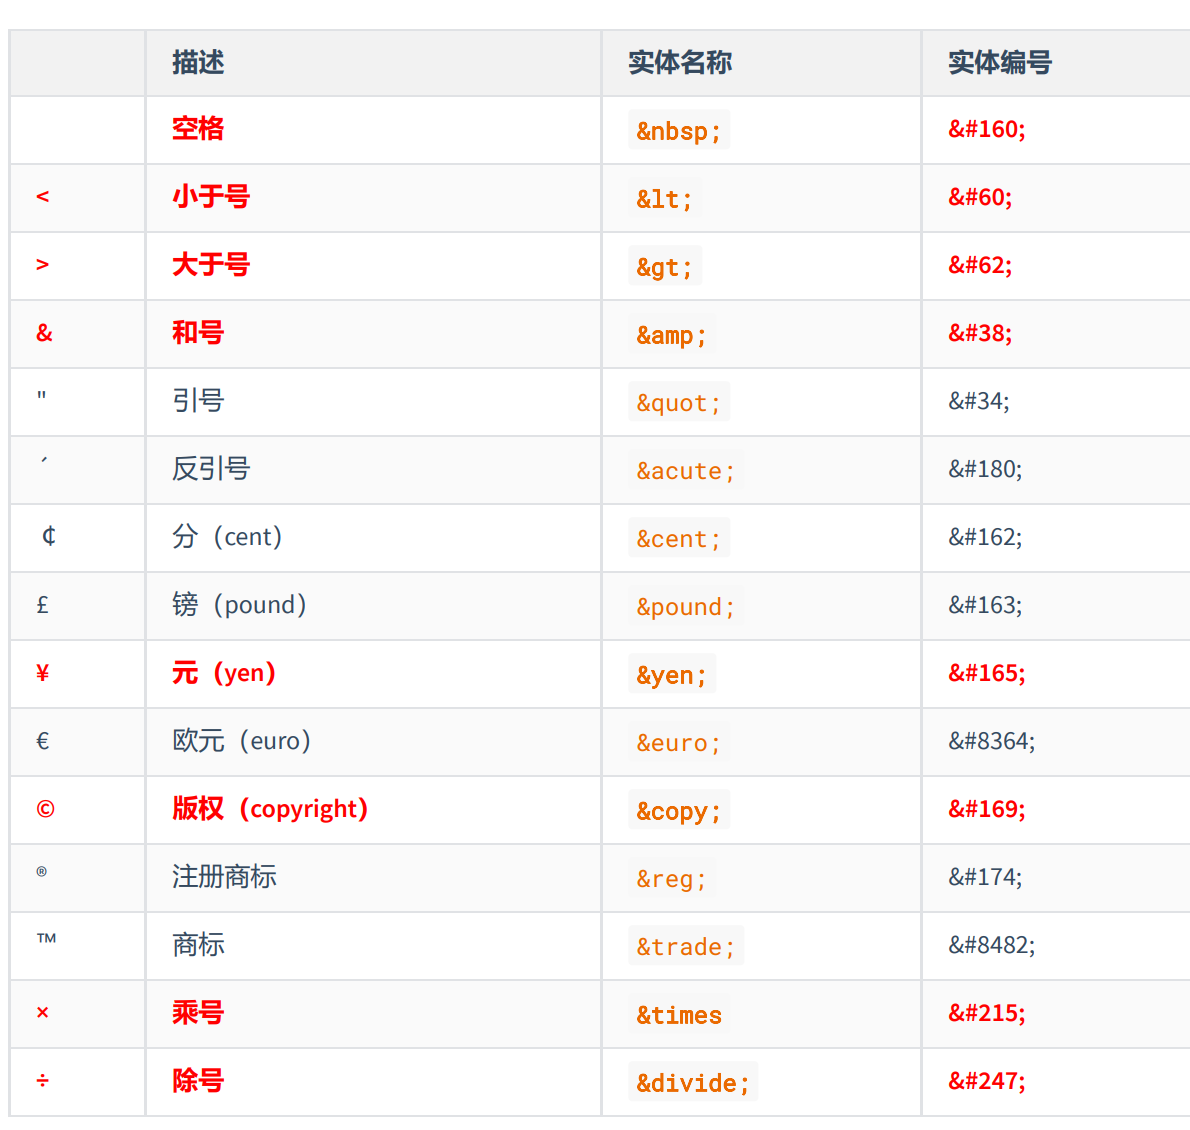 描述 实体名称 实体编号
空格 &nbsp; &#160;
< 小于号 &lt; &#60;
> 大于号 &gt; &#62;
& 和号 &amp; &#38;
" 引号 &quot; &#34;
´ 反引号 &acute; &#180;
￠ 分（cent） &cent; &#162;
£ 镑（pound） &pound; &#163;
¥ 元（yen） &yen; &#165;
€ 欧元（euro） &euro; &#8364;
© 版权（copyright） &copy; &#169;
® 注册商标 &reg; &#174;
™ 商标 &trade; &#8482;
× 乘号 &times &#215;
÷ 除号 &divide; &#247;